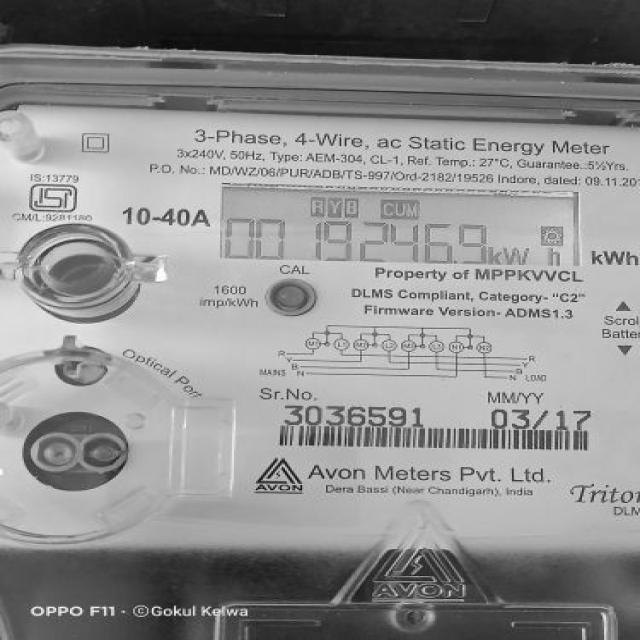 3-Phase, 4-Wire, ac Static Energy Meter
3x240V, 50Hz, Type: AEM-304, CL-1, Ref. Temp.: 27°C, Guarantee.:5½Yrs.
P.O. No.: MD/WZ/06/PUR/ADB/TS-997/Ord-2182/19526 Indore, dated: 09.11.201
IS:13779
ISI
CM/L:9281180
10-40A
RYB CUM
0019246.9kW h
kWh
CAL
1600
imp/kWh
Property of MPPKVVCL
DLMS Compliant, Category- "C2"
Firmware Version- ADMS1.3
Scrol
Batter
Optical Port
R
Y
B
MAINS N
R
Y
B
N LOAD
Sr.No. MM/YY
3036591 03/17
AVON
Avon Meters Pvt. Ltd.
Dera Bassi (Near Chandigarh), India
Triton
DLM
AVON
OPPO F11 · ©Gokul Kelwa